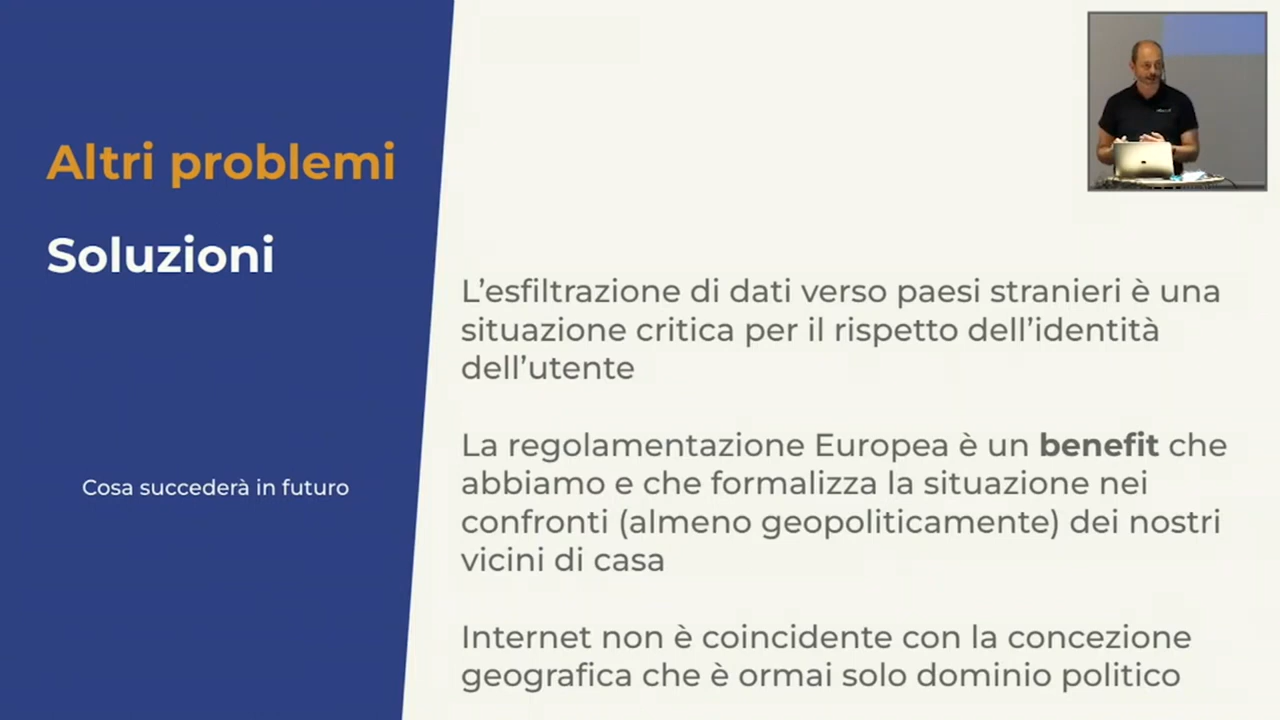 Altri problemi
Soluzioni
Cosa succederà in futuro
L’esfiltrazione di dati verso paesi stranieri è una
situazione critica per il rispetto dell’identità
dell’utente
La regolamentazione Europea è un benefit che
abbiamo e che formalizza la situazione nei
confronti (almeno geopoliticamente) dei nostri
vicini di casa
Internet non è coincidente con la concezione
geografica che è ormai solo dominio politico